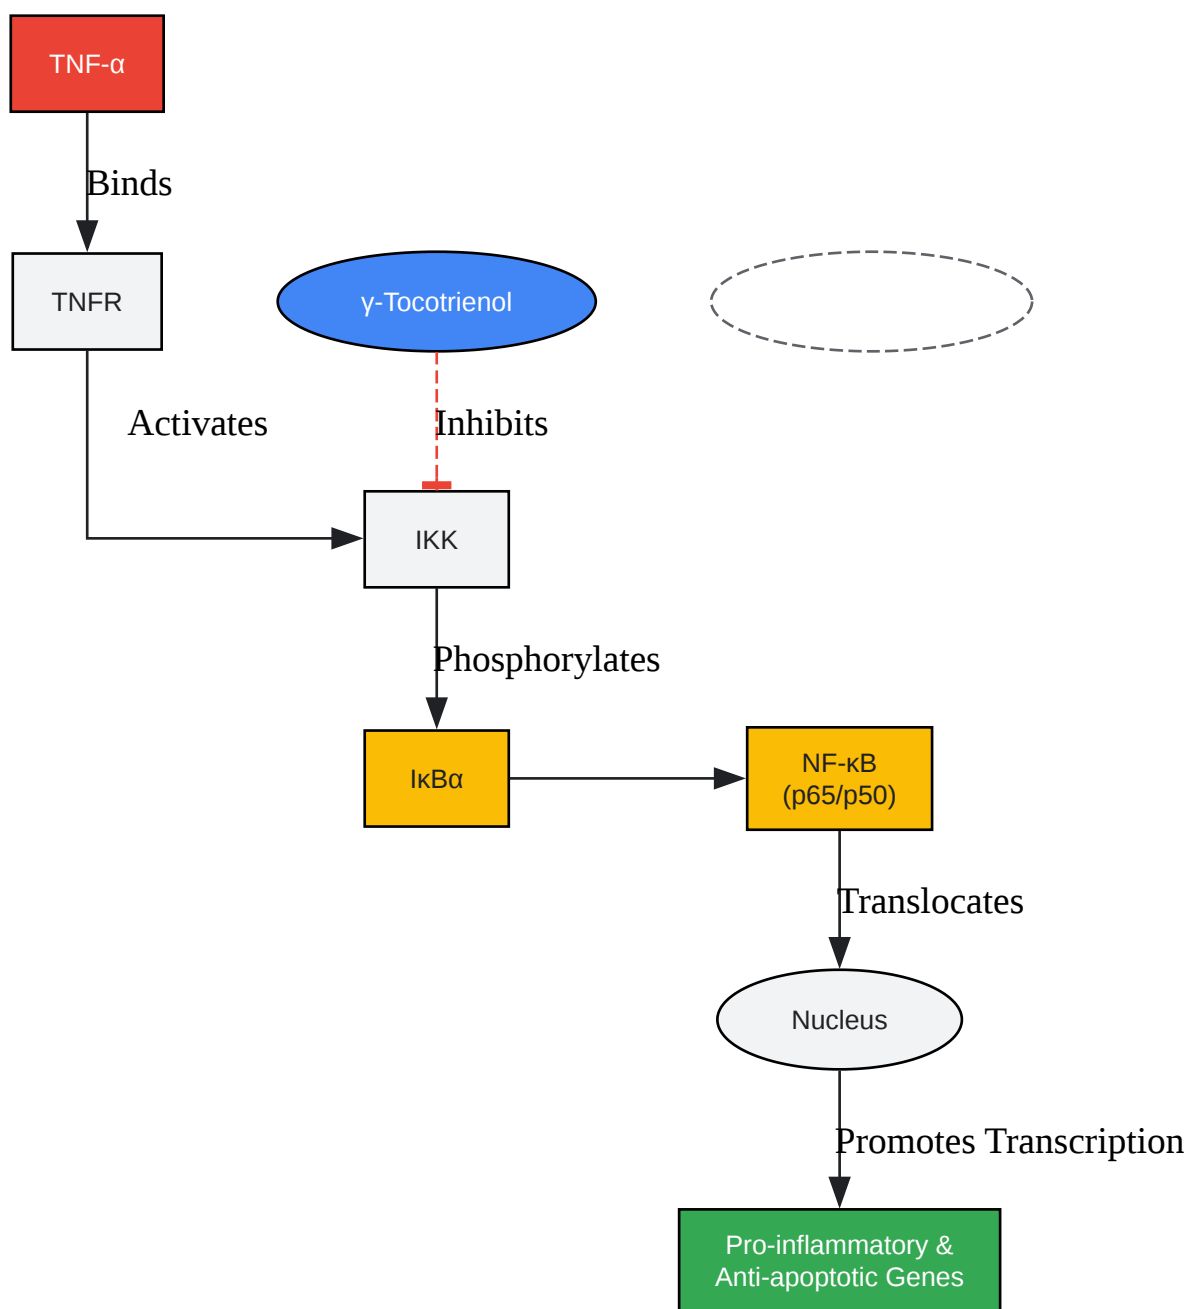 TNF-α
Binds
TNFR
γ-Tocotrienol
Activates
Inhibits
IKK
Phosphorylates
IκBα
NF-κB
(p65/p50)
Translocates
Nucleus
Promotes Transcription
Pro-inflammatory &
Anti-apoptotic Genes